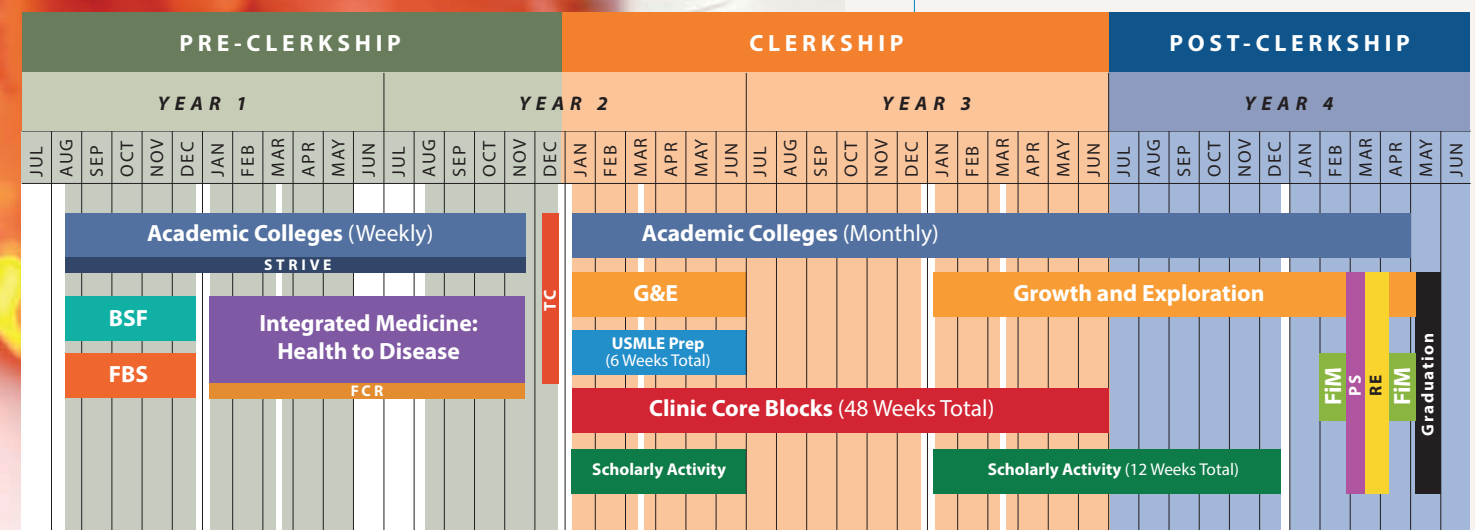 PRE-CLERKSHIP CLERKSHIP POST-CLERKSHIP
YEAR 1 YEAR 2 YEAR 3 YEAR 4
JUL AUG SEP OCT NOV DEC JAN FEB MAR APR MAY JUN JUL AUG SEP OCT NOV DEC JAN FEB MAR APR MAY JUN JUL AUG SEP OCT NOV DEC JAN FEB MAR APR MAY JUN JUL AUG SEP OCT NOV DEC JAN FEB MAR APR MAY JUN
Academic Colleges (Weekly)
STRIVE
BSF
FBS
Integrated Medicine:
Health to Disease
FCR
TC
Academic Colleges (Monthly)
G&E
USMLE Prep
(6 Weeks Total)
Clinic Core Blocks (48 Weeks Total)
Scholarly Activity
Growth and Exploration
Scholarly Activity (12 Weeks Total)
FiM
PS
RE
FiM
Graduation